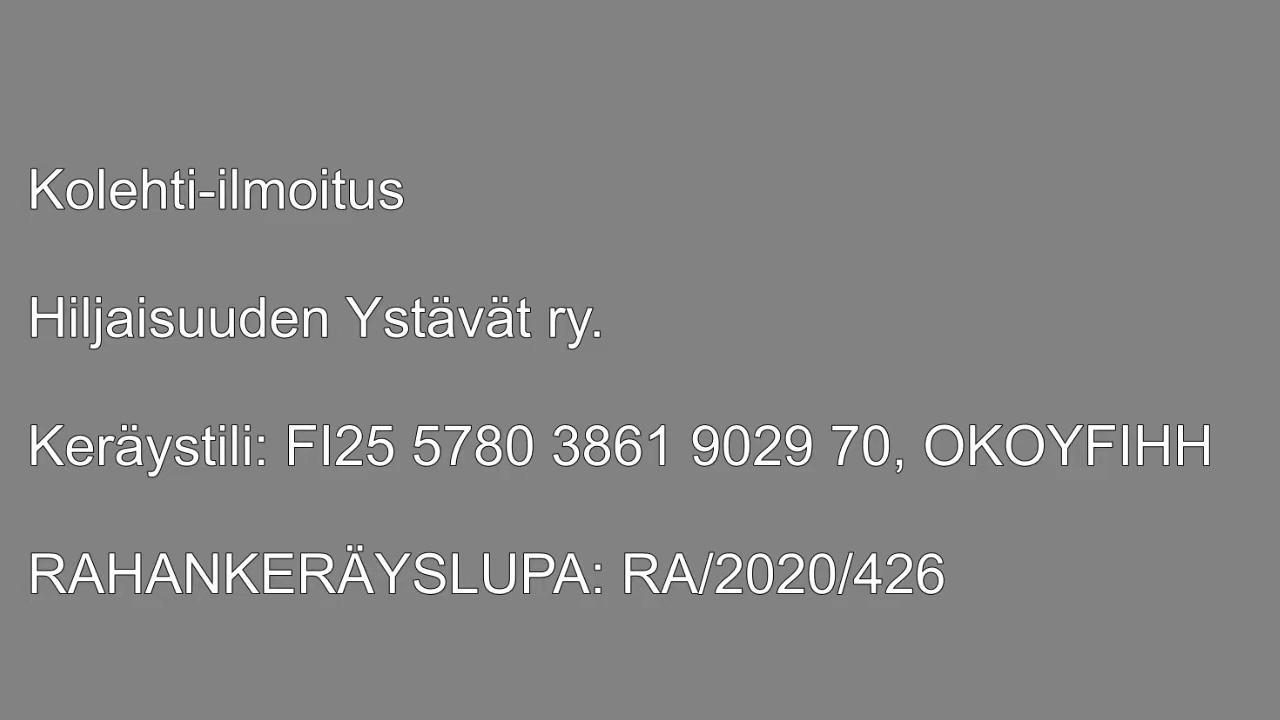 Kolehti-ilmoitus
Hiljaisuuden Ystävät ry.
Keräystili: FI25 5780 3861 9029 70, OKOYFIHH
RAHANKERÄYSLUPA: RA/2020/426